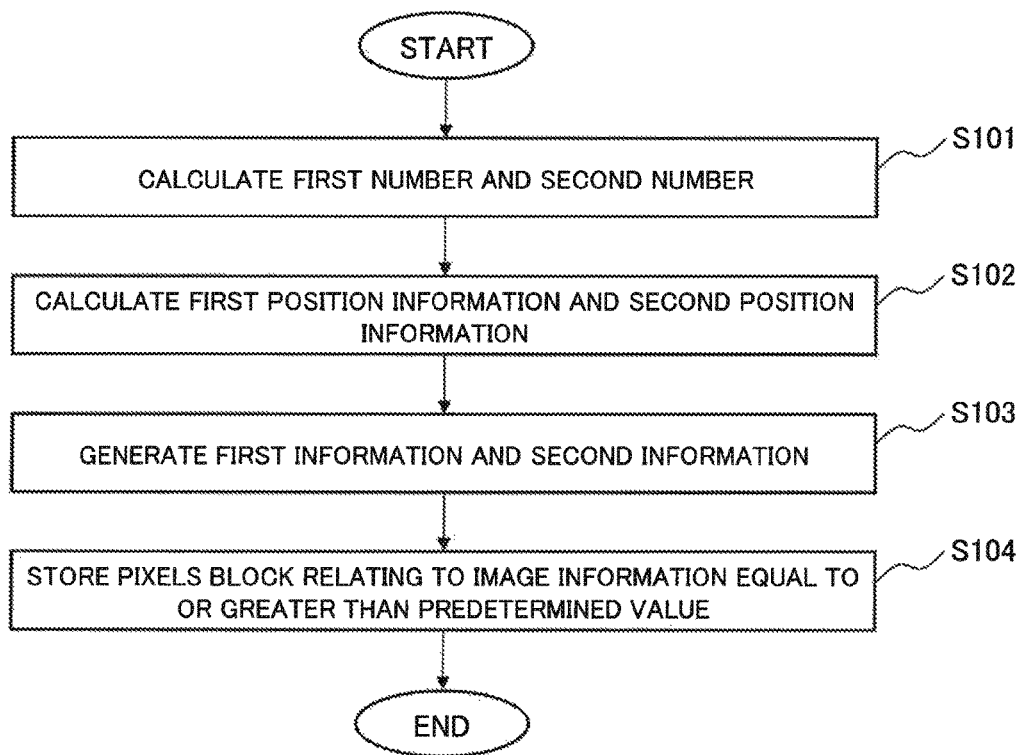 START
S101
CALCULATE FIRST NUMBER AND SECOND NUMBER
S102
CALCULATE FIRST POSITION INFORMATION AND SECOND POSITION
INFORMATION
S103
GENERATE FIRST INFORMATION AND SECOND INFORMATION
S104
STORE PIXELS BLOCK RELATING TO IMAGE INFORMATION EQUAL TO
OR GREATER THAN PREDETERMINED VALUE
END